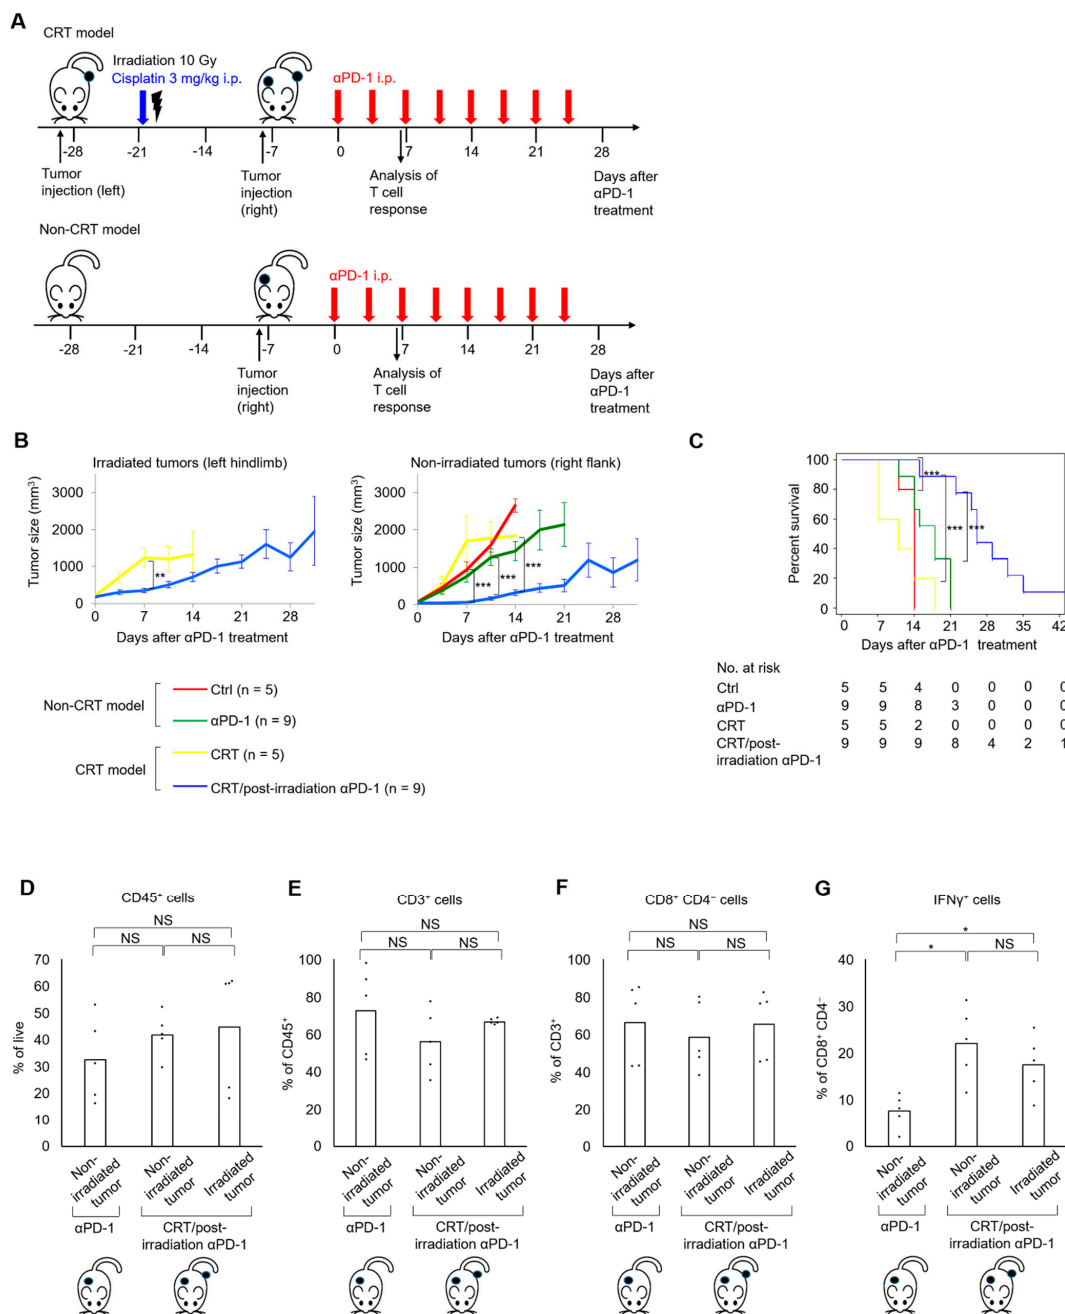 A
CRT model
Irradiation 10 Gy
Cisplatin 3 mg/kg i.p.
αPD-1 i.p.
-28 -21 -14 -7 0 7 14 21 28
Tumor injection (left)
Tumor injection (right)
Analysis of T cell response
Days after αPD-1 treatment
Non-CRT model
αPD-1 i.p.
-28 -21 -14 -7 0 7 14 21 28
Tumor injection (right)
Analysis of T cell response
Days after αPD-1 treatment
B
Irradiated tumors (left hindlimb)
Tumor size (mm³)
3000
2000
1000
0
**
0 7 14 21 28
Days after αPD-1 treatment
Non-irradiated tumors (right flank)
Tumor size (mm³)
3000
2000
1000
0
*** *** ***
0 7 14 21 28
Days after αPD-1 treatment
Non-CRT model
Ctrl (n = 5)
αPD-1 (n = 9)
CRT model
CRT (n = 5)
CRT/post-irradiation αPD-1 (n = 9)
C
Percent survival
100
80
60
40
20
0
*** *** ***
0 7 14 21 28 35 42
Days after αPD-1 treatment
No. at risk
Ctrl 5 5 4 0 0 0 0
αPD-1 9 9 8 3 0 0 0
CRT 5 5 2 0 0 0 0
CRT/post-irradiation αPD-1 9 9 9 8 4 2 1
D
CD45⁺ cells
NS
NS NS
% of live
70
60
50
40
30
20
10
0
Non-irradiated tumor
Non-irradiated tumor
Irradiated tumor
αPD-1
CRT/post-irradiation αPD-1
E
CD3⁺ cells
NS
NS NS
% of CD45⁺
100
80
60
40
20
0
Non-irradiated tumor
Non-irradiated tumor
Irradiated tumor
αPD-1
CRT/post-irradiation αPD-1
F
CD8⁺ CD4⁻ cells
NS
NS NS
% of CD3⁺
100
80
60
40
20
0
Non-irradiated tumor
Non-irradiated tumor
Irradiated tumor
αPD-1
CRT/post-irradiation αPD-1
G
IFNγ⁺ cells
*
* NS
% of CD8⁺ CD4⁻
40
30
20
10
0
Non-irradiated tumor
Non-irradiated tumor
Irradiated tumor
αPD-1
CRT/post-irradiation αPD-1